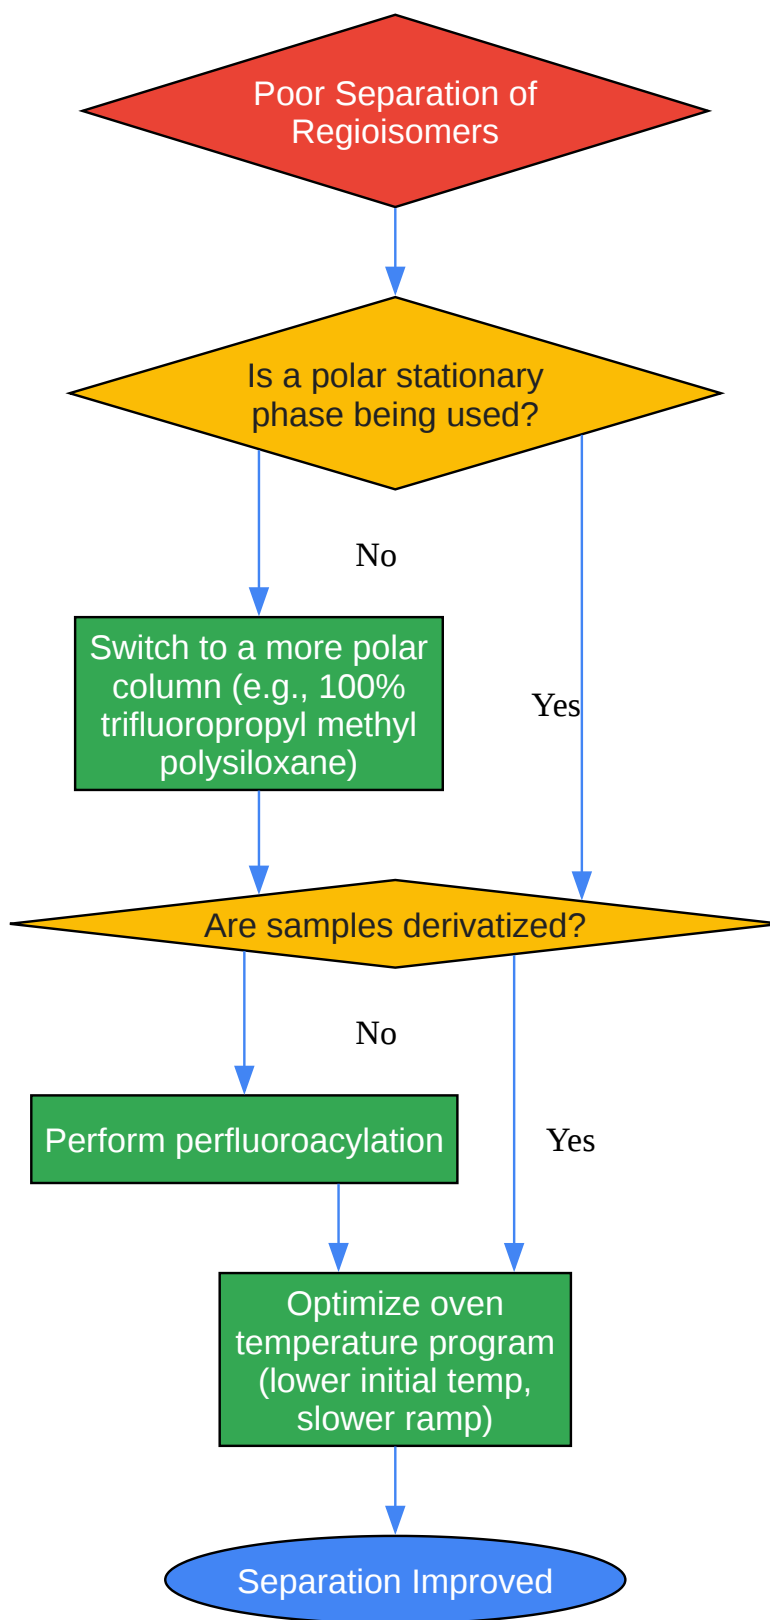 Poor Separation of
Regioisomers
Is a polar stationary
phase being used?
No
Switch to a more polar
column (e.g., 100%
trifluoropropyl methyl
polysiloxane)
Yes
Are samples derivatized?
No
Perform perfluoroacylation
Yes
Optimize oven
temperature program
(lower initial temp,
slower ramp)
Separation Improved